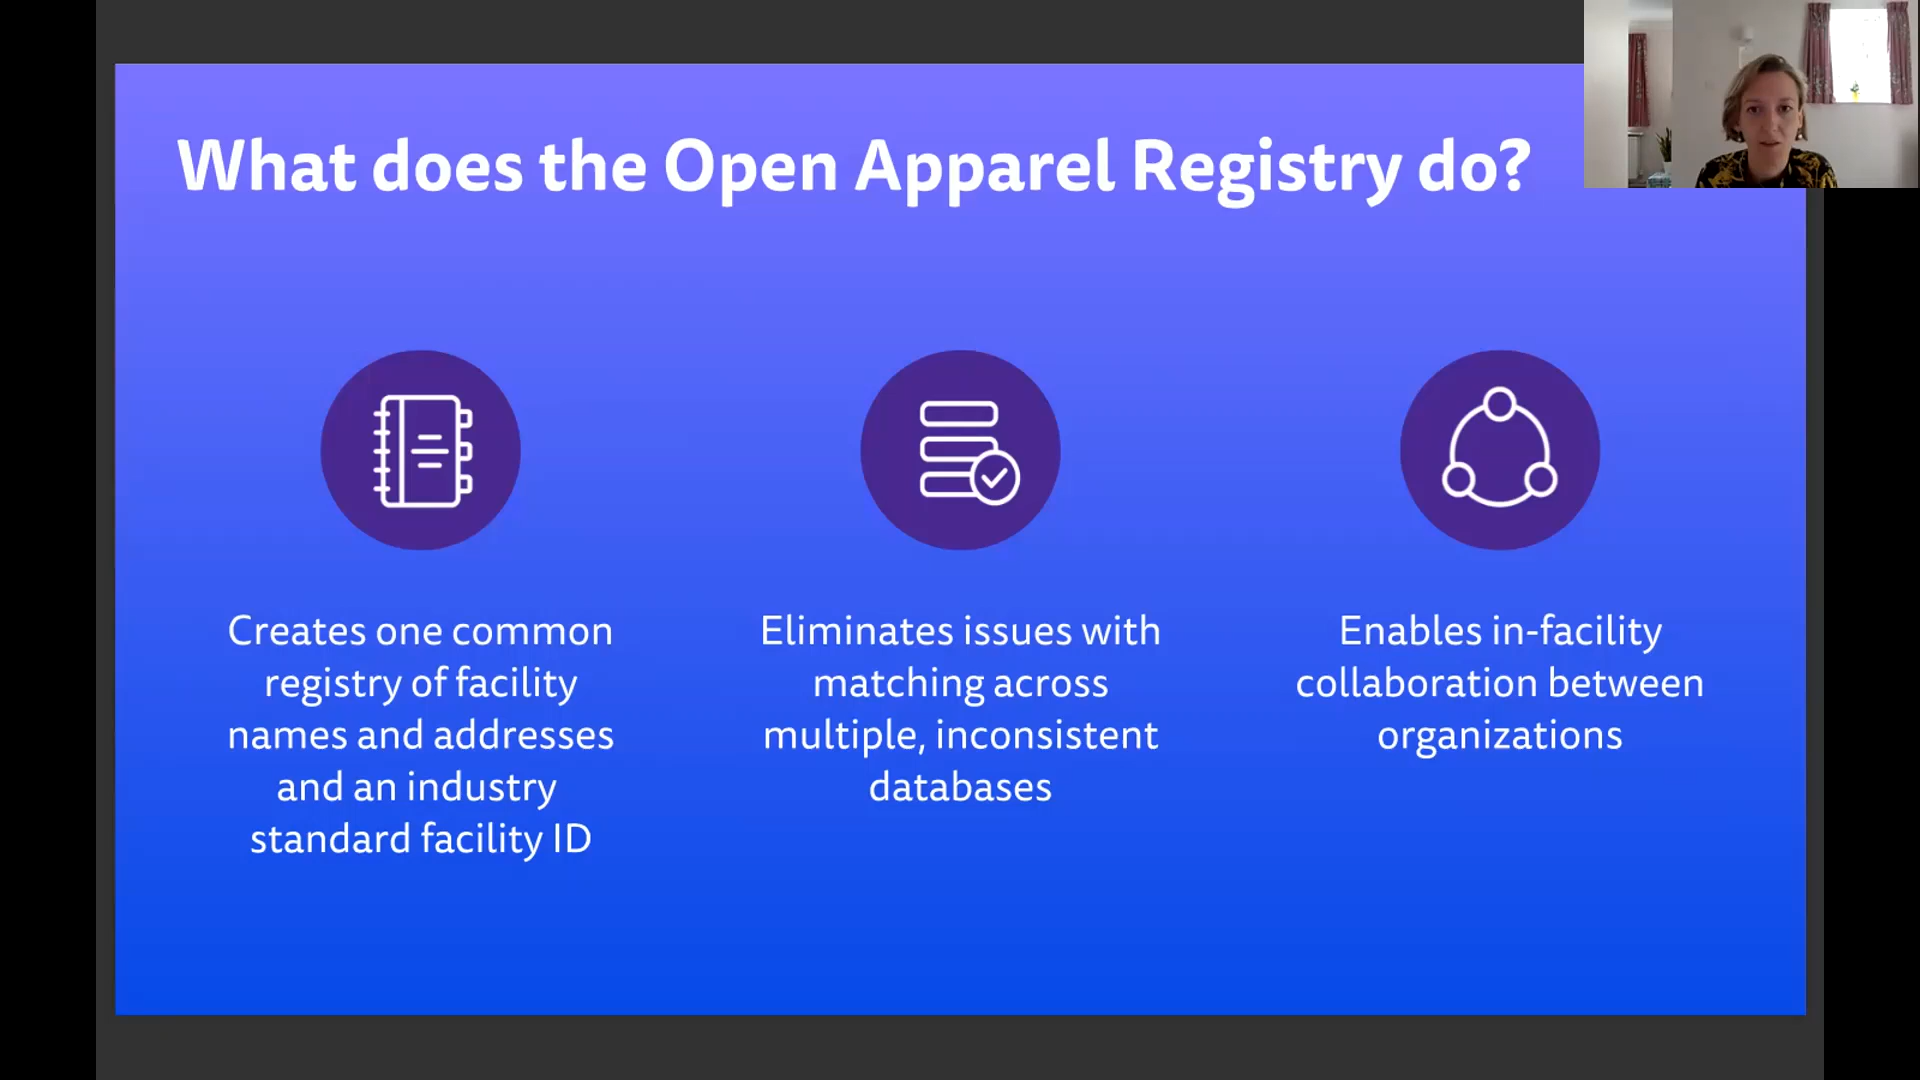 What does the Open Apparel Registry do?
Creates one common
registry of facility
names and addresses
and an industry
standard facility ID
Eliminates issues with
matching across
multiple, inconsistent
databases
Enables in-facility
collaboration between
organizations